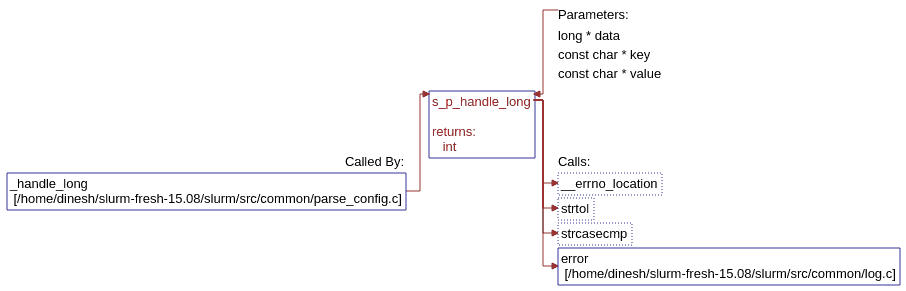 Parameters:
long * data
const char * key
const char * value
s_p_handle_long
returns:
int
Called By:
_handle_long
[/home/dinesh/slurm-fresh-15.08/slurm/src/common/parse_config.c]
Calls:
__errno_location
strtol
strcasecmp
error
[/home/dinesh/slurm-fresh-15.08/slurm/src/common/log.c]